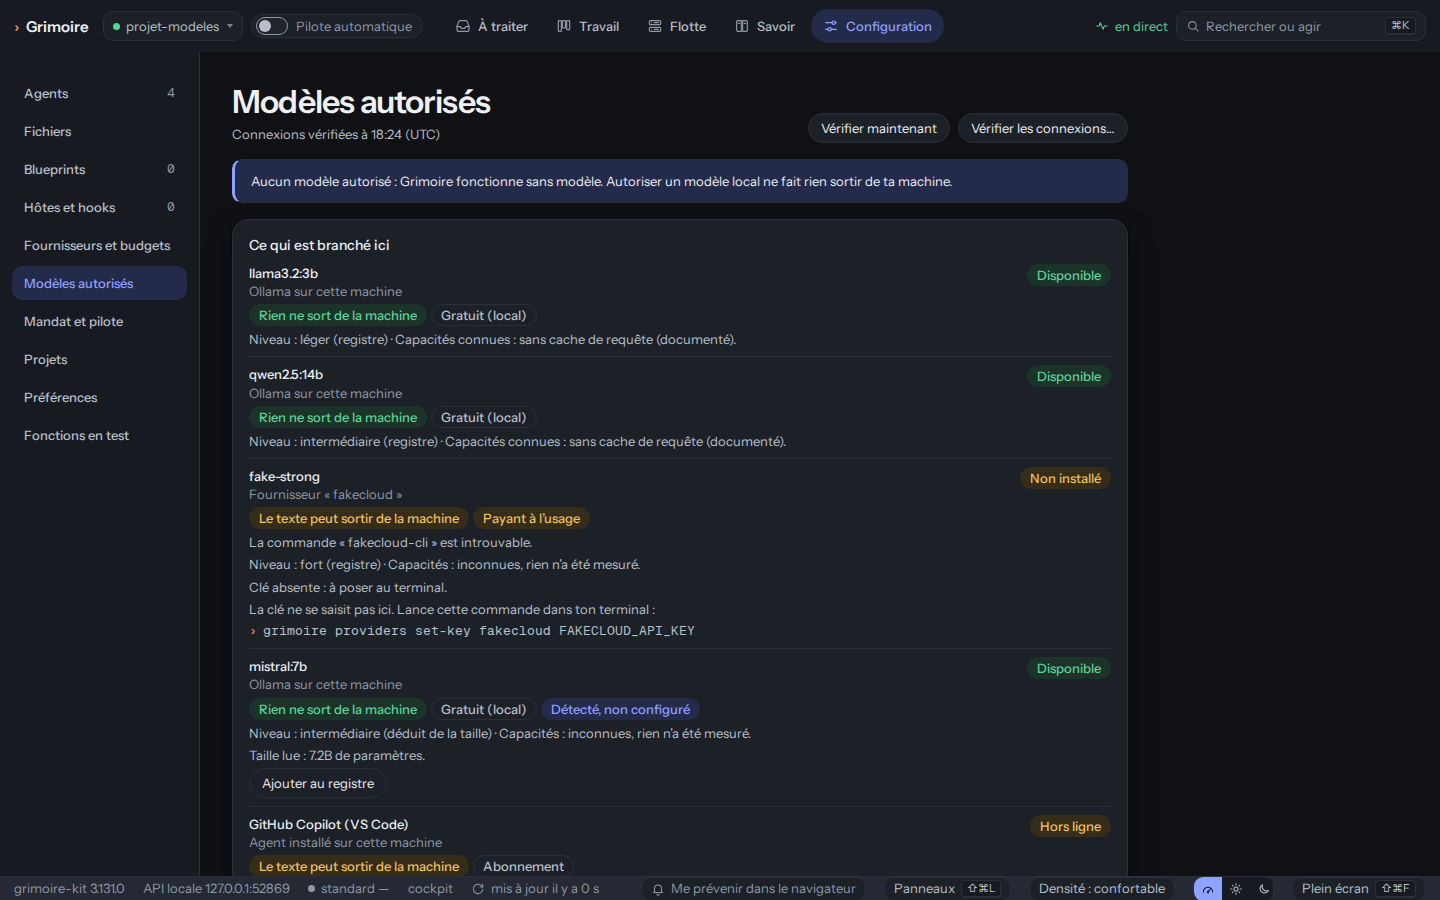 › Grimoire
projet-modeles
Pilote automatique
À traiter
Travail
Flotte
Savoir
Configuration
en direct
Rechercher ou agir
⌘K
Agents 4
Fichiers
Blueprints 0
Hôtes et hooks 0
Fournisseurs et budgets
Modèles autorisés
Mandat et pilote
Projets
Préférences
Fonctions en test
Modèles autorisés
Connexions vérifiées à 18:24 (UTC)
Vérifier maintenant
Vérifier les connexions…
Aucun modèle autorisé : Grimoire fonctionne sans modèle. Autoriser un modèle local ne fait rien sortir de ta machine.
Ce qui est branché ici
llama3.2:3b
Disponible
Ollama sur cette machine
Rien ne sort de la machine
Gratuit (local)
Niveau : léger (registre) · Capacités connues : sans cache de requête (documenté).
qwen2.5:14b
Disponible
Ollama sur cette machine
Rien ne sort de la machine
Gratuit (local)
Niveau : intermédiaire (registre) · Capacités connues : sans cache de requête (documenté).
fake-strong
Non installé
Fournisseur « fakecloud »
Le texte peut sortir de la machine
Payant à l'usage
La commande « fakecloud-cli » est introuvable.
Niveau : fort (registre) · Capacités : inconnues, rien n'a été mesuré.
Clé absente : à poser au terminal.
La clé ne se saisit pas ici. Lance cette commande dans ton terminal :
› grimoire providers set-key fakecloud FAKECLOUD_API_KEY
mistral:7b
Disponible
Ollama sur cette machine
Rien ne sort de la machine
Gratuit (local)
Détecté, non configuré
Niveau : intermédiaire (déduit de la taille) · Capacités : inconnues, rien n'a été mesuré.
Taille lue : 7.2B de paramètres.
Ajouter au registre
GitHub Copilot (VS Code)
Hors ligne
Agent installé sur cette machine
Le texte peut sortir de la machine
Abonnement
grimoire-kit 3.131.0
API locale 127.0.0.1:52869
standard —
cockpit
mis à jour il y a 0 s
Me prévenir dans le navigateur
Panneaux ⇧⌘L
Densité : confortable
Plein écran ⇧⌘F